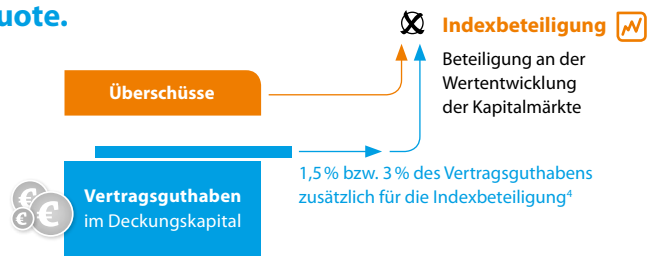 uote.
Indexbeteiligung
Beteiligung an der
Wertentwicklung
der Kapitalmärkte
Überschüsse
1,5 % bzw. 3 % des Vertragsguthabens
zusätzlich für die Indexbeteiligung⁴
Vertragsguthaben
im Deckungskapital
€
€
€